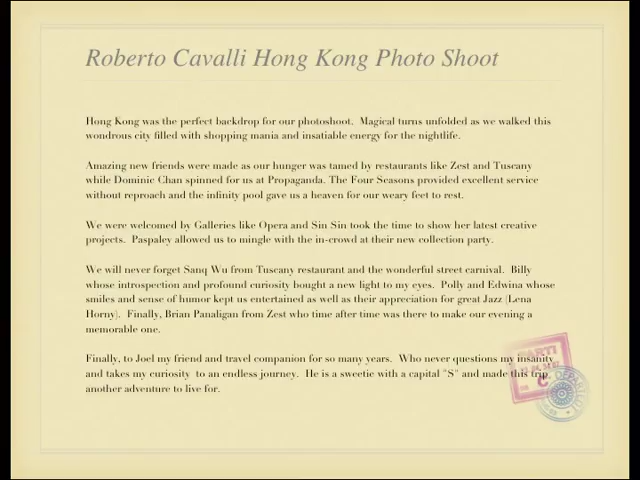 Roberto Cavalli Hong Kong Photo Shoot
Hong Kong was the perfect backdrop for our photoshoot.  Magical turns unfolded as we walked this
wondrous city filled with shopping mania and insatiable energy for the nightlife.
Amazing new friends were made as our hunger was tamed by restaurants like Zest and Tuscany
while Dominic Chan spinned for us at Propaganda. The Four Seasons provided excellent service
without reproach and the infinity pool gave us a heaven for our weary feet to rest.
We were welcomed by Galleries like Opera and Sin Sin took the time to show her latest creative
projects.  Paspaley allowed us to mingle with the in-crowd at their new collection party.
We will never forget Sanq Wu from Tuscany restaurant and the wonderful street carnival.  Billy
whose introspection and profound curiosity bought a new light to my eyes.  Polly and Edwina whose
smiles and sense of humor kept us entertained as well as their appreciation for great Jazz (Lena
Horny).  Finally, Brian Panaligan from Zest who time after time was there to make our evening a
memorable one.
Finally, to Joel my friend and travel companion for so many years.  Who never questions my insanity
and takes my curiosity  to an endless journey.  He is a sweetie with a capital "S" and made this trip
another adventure to live for.
PARTI
C